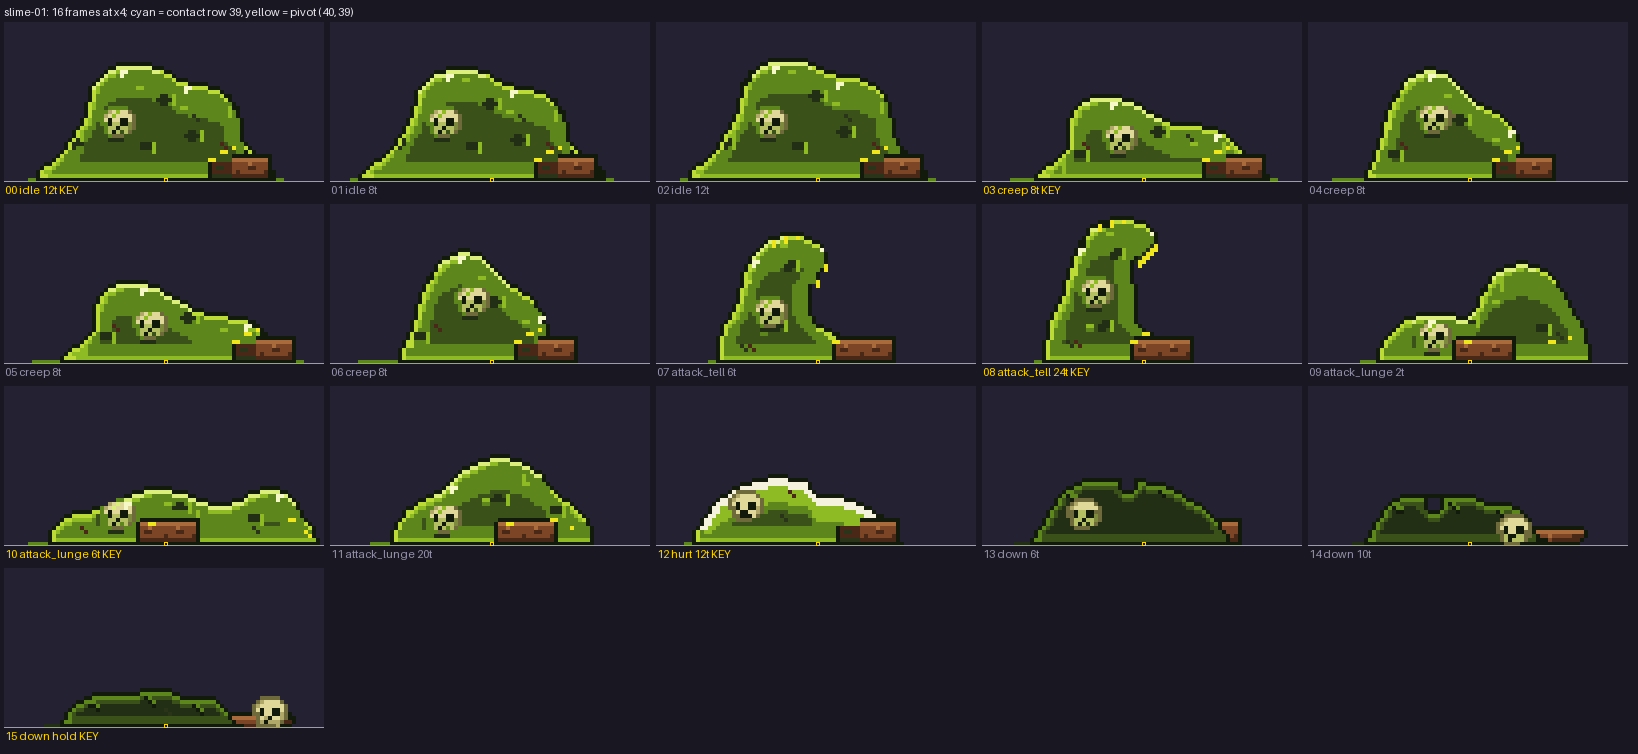 slime-01: 16 frames at x4; cyan = contact row 39, yellow = pivot (40, 39)
00 idle 12t KEY
01 idle 8t
02 idle 12t
03 creep 8t KEY
04 creep 8t
05 creep 8t
06 creep 8t
07 attack_tell 6t
08 attack_tell 24t KEY
09 attack_lunge 2t
10 attack_lunge 6t KEY
11 attack_lunge 20t
12 hurt 12t KEY
13 down 6t
14 down 10t
15 down hold KEY